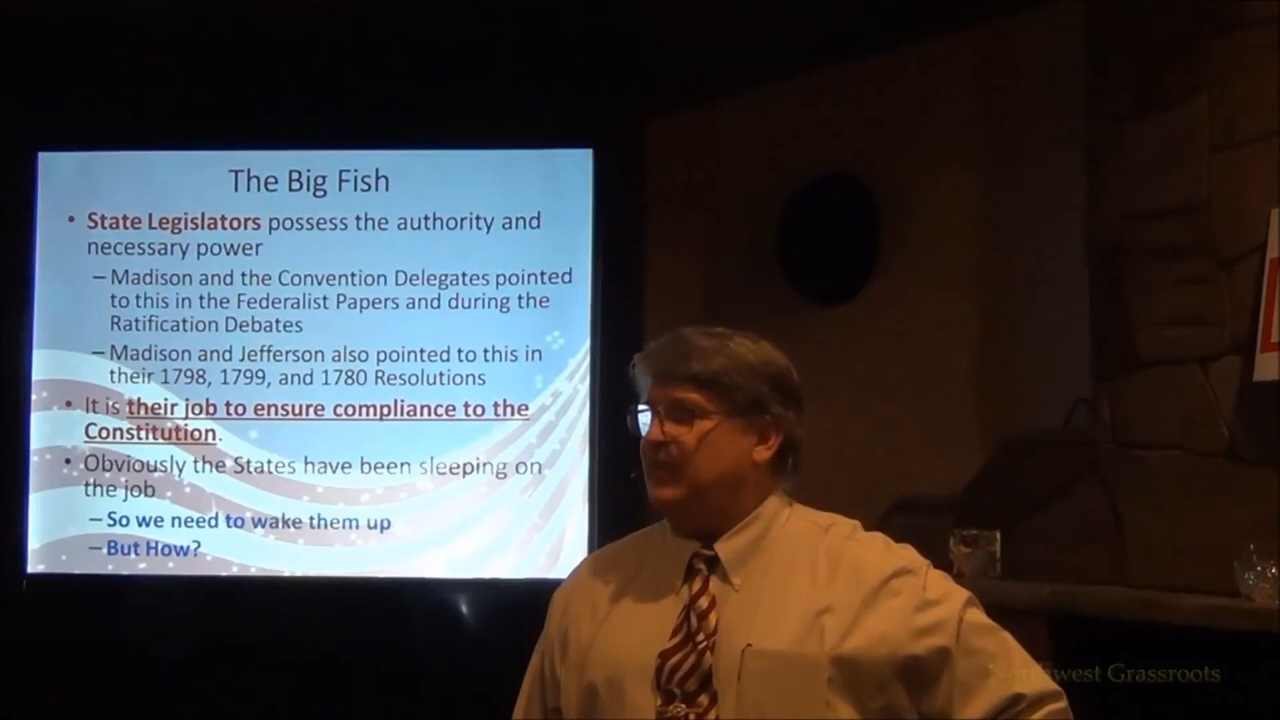 The Big Fish
• State Legislators possess the authority and
necessary power
– Madison and the Convention Delegates pointed
to this in the Federalist Papers and during the
Ratification Debates
– Madison and Jefferson also pointed to this in
their 1798, 1799, and 1780 Resolutions
• It is their job to ensure compliance to the
Constitution.
• Obviously the States have been sleeping on
the job
– So we need to wake them up
– But How?
Northwest Grassroots